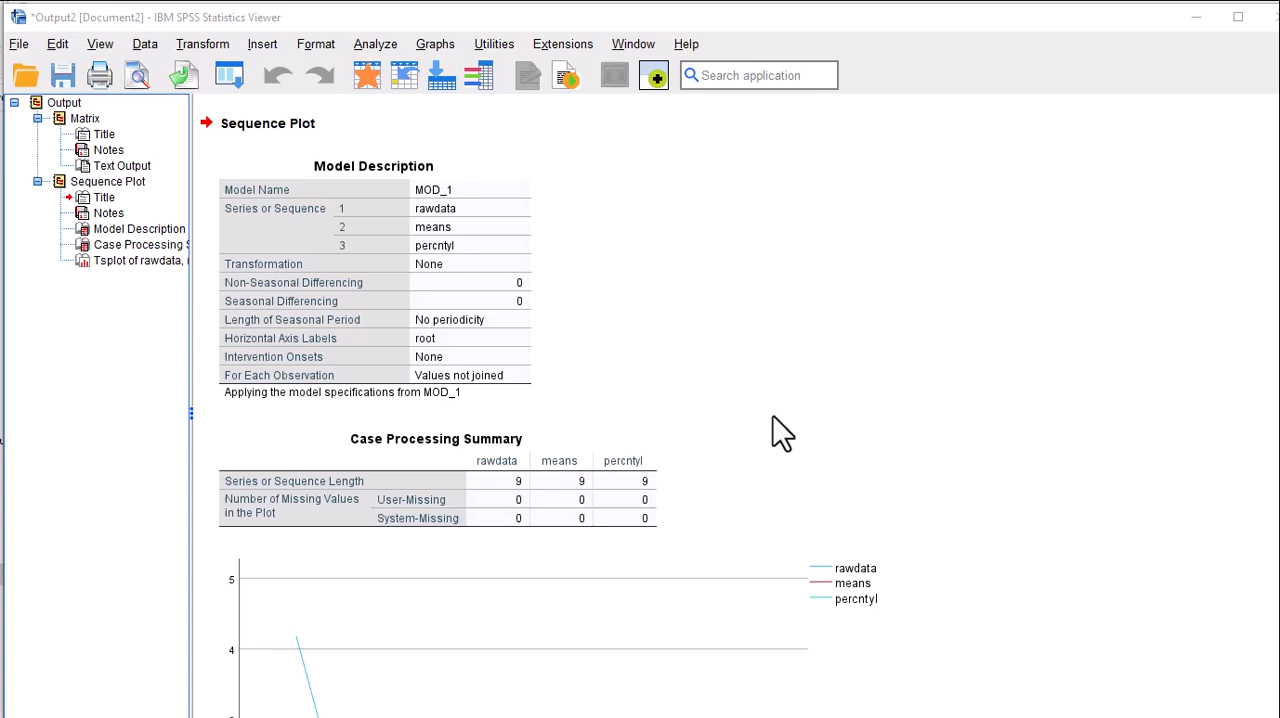 *Output2 [Document2] - IBM SPSS Statistics Viewer
File Edit View Data Transform Insert Format Analyze Graphs Utilities Extensions Window Help
Search application
Output
Matrix
Title
Notes
Text Output
Sequence Plot
Title
Notes
Model Description
Case Processing S
Tsplot of rawdata, 
Sequence Plot
Model Description
Model Name MOD_1
Series or Sequence 1 rawdata
2 means
3 percntyl
Transformation None
Non-Seasonal Differencing 0
Seasonal Differencing 0
Length of Seasonal Period No periodicity
Horizontal Axis Labels root
Intervention Onsets None
For Each Observation Values not joined
Applying the model specifications from MOD_1
Case Processing Summary
rawdata means percntyl
Series or Sequence Length 9 9 9
Number of Missing Values User-Missing 0 0 0
in the Plot System-Missing 0 0 0
5
4
rawdata
means
percntyl